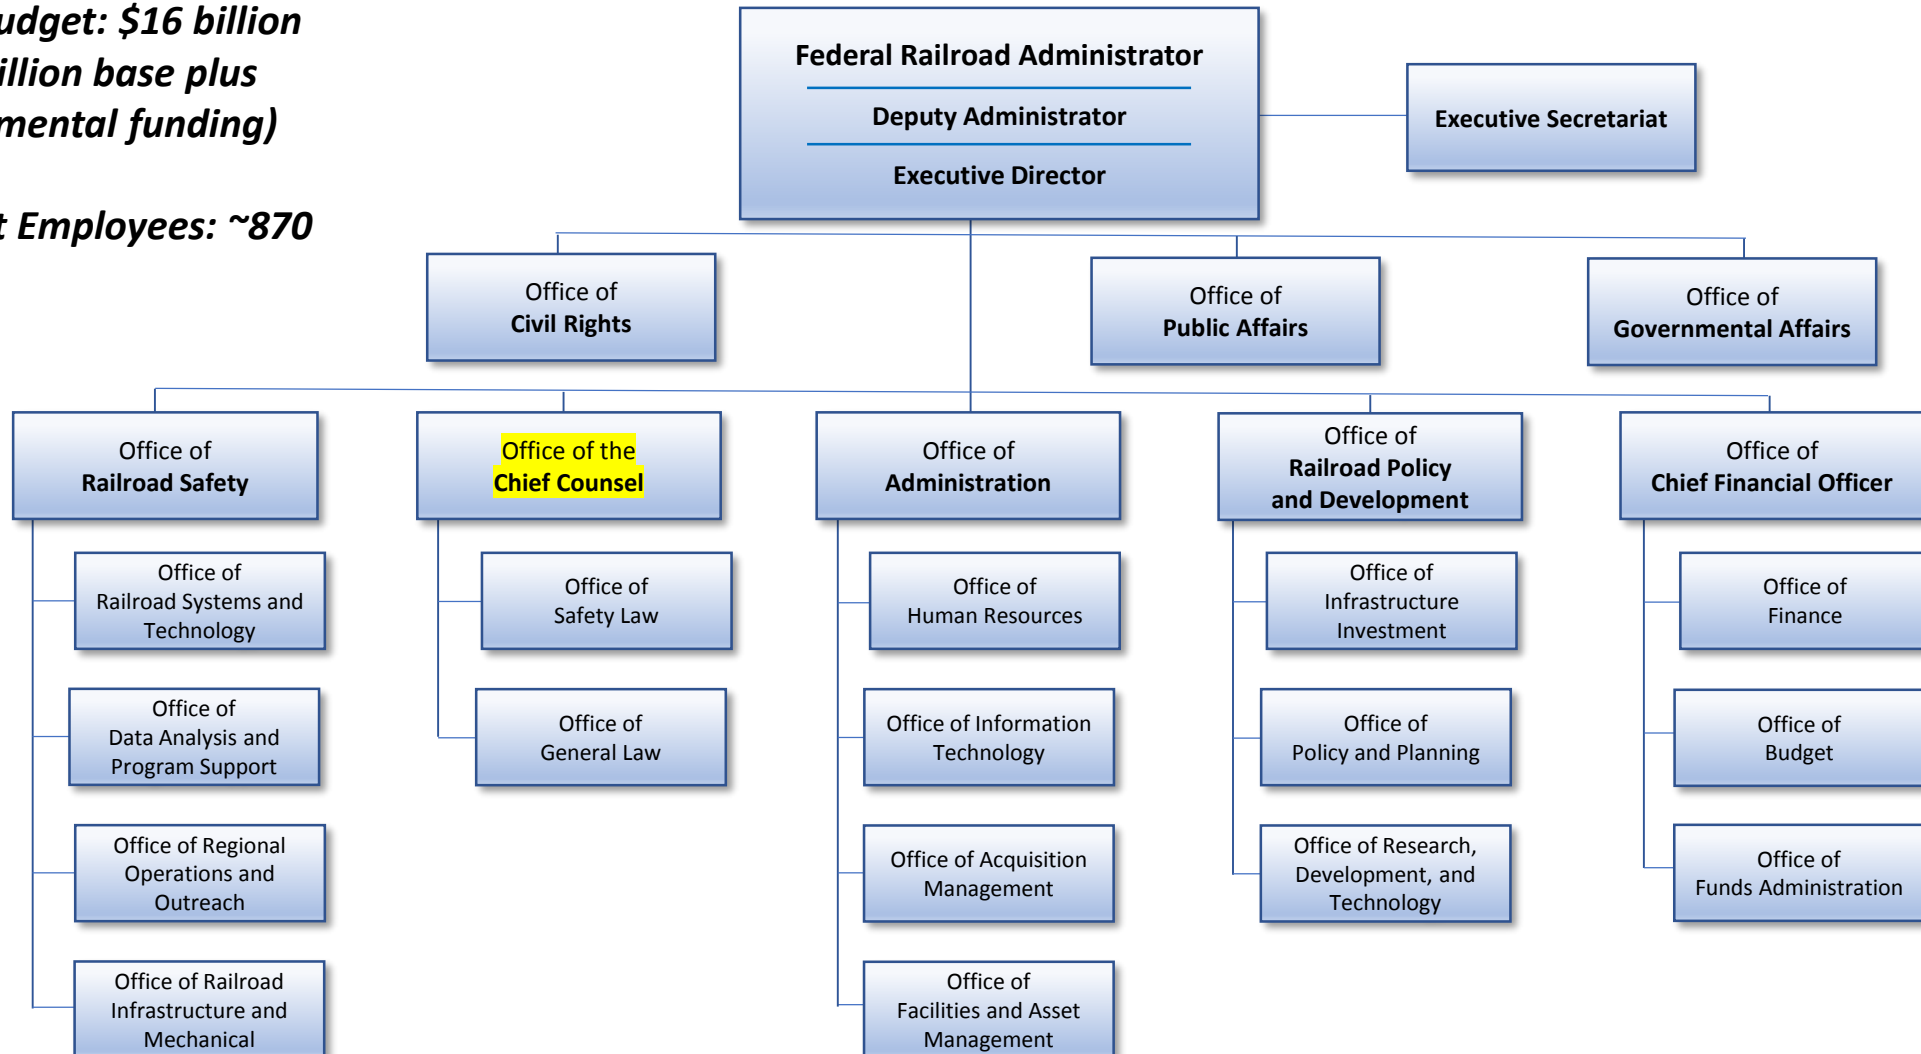 udget: $16 billion
illion base plus
mental funding)
t Employees: ~870
Federal Railroad Administrator
Deputy Administrator
Executive Director
Executive Secretariat
Office of
Civil Rights
Office of
Public Affairs
Office of
Governmental Affairs
Office of
Railroad Safety
Office of the
Chief Counsel
Office of
Administration
Office of
Railroad Policy
and Development
Office of
Chief Financial Officer
Office of
Railroad Systems and
Technology
Office of
Safety Law
Office of
Human Resources
Office of
Infrastructure
Investment
Office of
Finance
Office of
Data Analysis and
Program Support
Office of
General Law
Office of Information
Technology
Office of
Policy and Planning
Office of
Budget
Office of Regional
Operations and
Outreach
Office of Acquisition
Management
Office of Research,
Development, and
Technology
Office of
Funds Administration
Office of Railroad
Infrastructure and
Mechanical
Office of
Facilities and Asset
Management